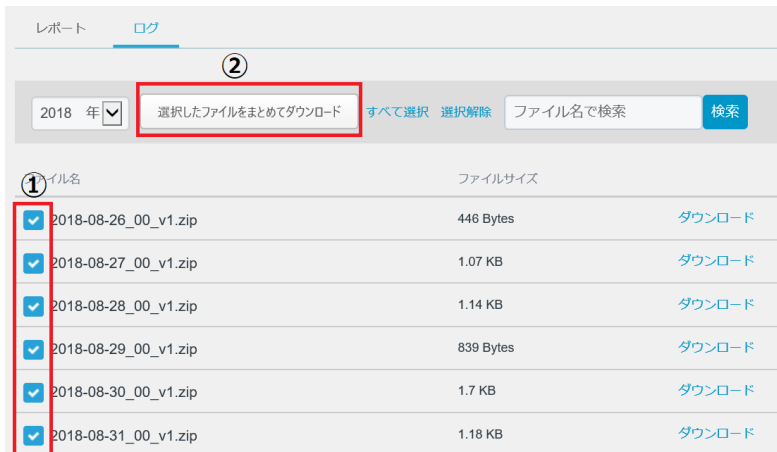 レポート ログ
②
2018 年 選択したファイルをまとめてダウンロード すべて選択 選択解除 ファイル名で検索 検索
①イル名 ファイルサイズ
2018-08-26_00_v1.zip 446 Bytes ダウンロード
2018-08-27_00_v1.zip 1.07 KB ダウンロード
2018-08-28_00_v1.zip 1.14 KB ダウンロード
2018-08-29_00_v1.zip 839 Bytes ダウンロード
2018-08-30_00_v1.zip 1.7 KB ダウンロード
2018-08-31_00_v1.zip 1.18 KB ダウンロード